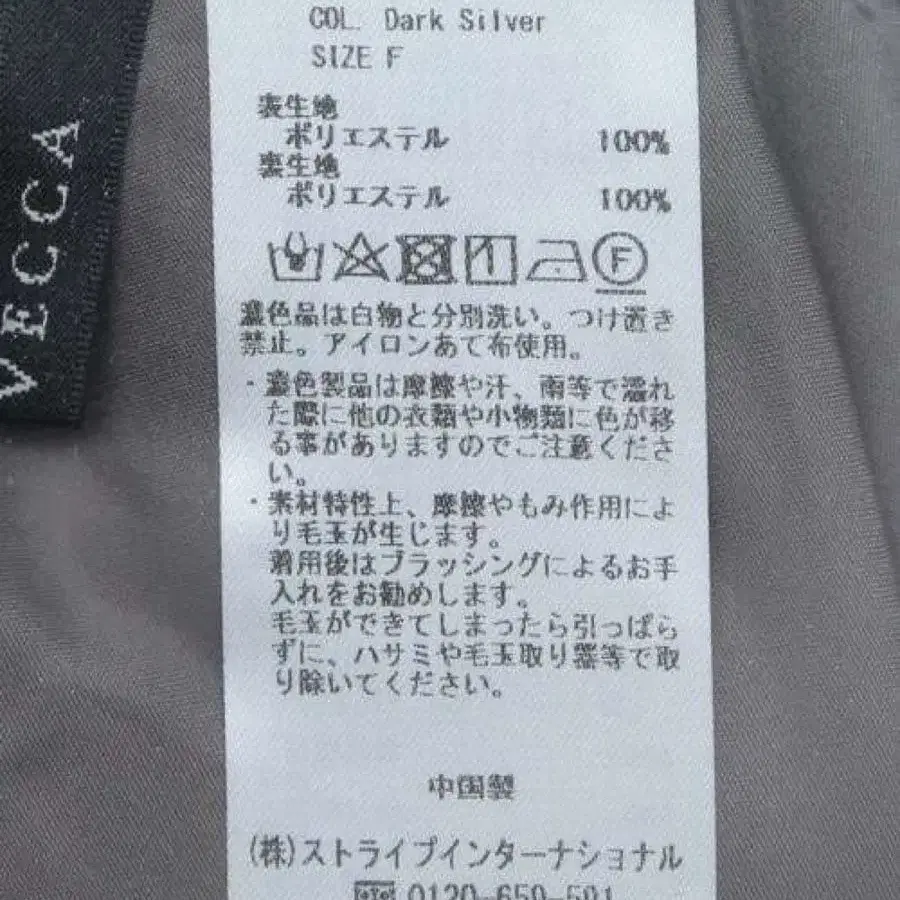 COL. Dark Silver
SIZE F
表生地
ポリエステル 100%
裏生地
ポリエステル 100%
F
濃色品は白物と分別洗い。つけ置き
禁止。アイロンあて布使用。
・濃色製品は摩擦や汗、雨等で濡れ
た際に他の衣類や小物類に色が移
る事がありますのでご注意くださ
い。
・素材特性上、摩擦やもみ作用によ
り毛玉が生じます。
着用後はブラッシングによるお手
入れをお勧めします。
毛玉ができてしまったら引っぱら
ずに、ハサミや毛玉取り器等で取
り除いてください。
中国製
(株)ストライプインターナショナル
0120-659-591
VECCA